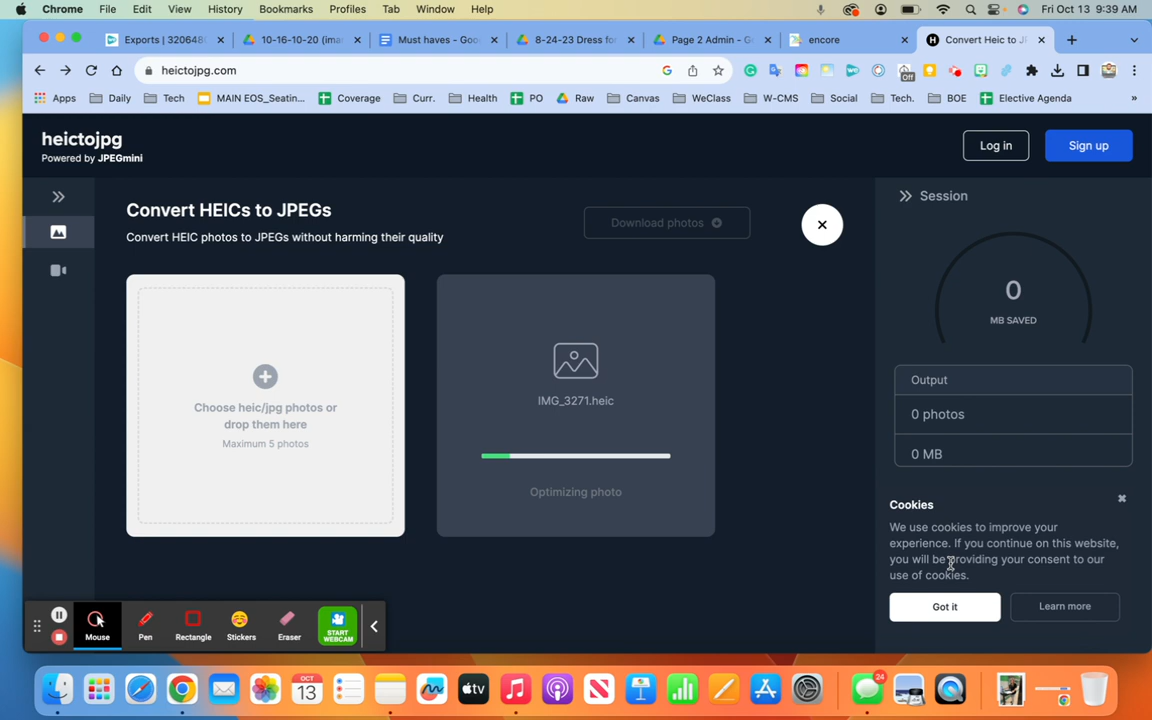 Chrome File Edit View History Bookmarks Profiles Tab Window Help Fri Oct 13 9:39 AM
Exports | 320648 10-16-10-20 (ima Must haves - Goo 8-24-23 Dress for Page 2 Admin - G encore Convert Heic to J
heictojpg.com Off
Apps Daily Tech MAIN EOS_Seatin... Coverage Curr. Health PO Raw Canvas WeClass W-CMS Social Tech. BOE Elective Agenda »
heictojpg
Powered by JPEGmini
Log in Sign up
Convert HEICs to JPEGs
Convert HEIC photos to JPEGs without harming their quality
Download photos
Session
Choose heic/jpg photos or
drop them here
Maximum 5 photos
IMG_3271.heic
Optimizing photo
0
MB SAVED
Output
0 photos
0 MB
Cookies
We use cookies to improve your
experience. If you continue on this website,
you will be providing your consent to our
use of cookies.
Got it Learn more
Mouse Pen Rectangle Stickers Eraser START
WEBCAM
OCT
13
tv
24